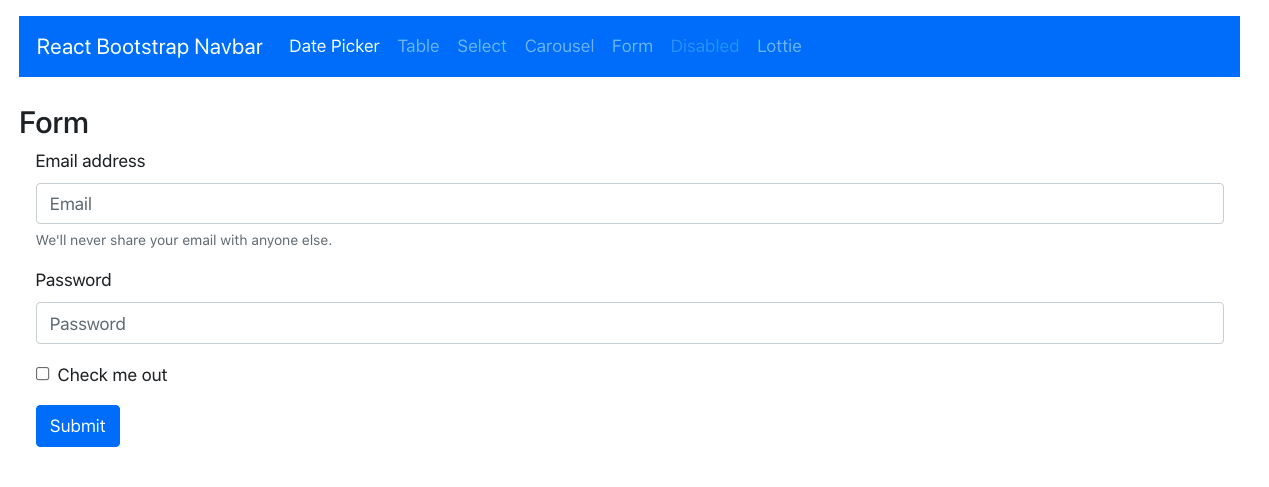 React Bootstrap Navbar Date Picker Table Select Carousel Form Disabled Lottie
Form
Email address
Email
We'll never share your email with anyone else.
Password
Password
Check me out
Submit